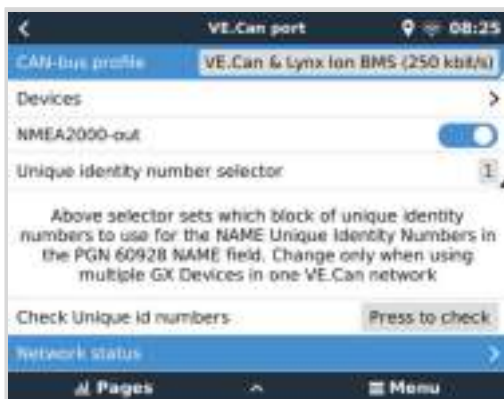 VE.Can port 08:25
CAN-bus profile VE.Can & Lynx Ion BMS (250 kbit/s)
Devices
NMEA2000-out
Unique identity number selector 1
Above selector sets which block of unique identity
numbers to use for the NAME Unique Identity Numbers in
the PGN 60928 NAME field. Change only when using
multiple GX Devices in one VE.Can network
Check Unique id numbers Press to check
Network status
Pages Menu